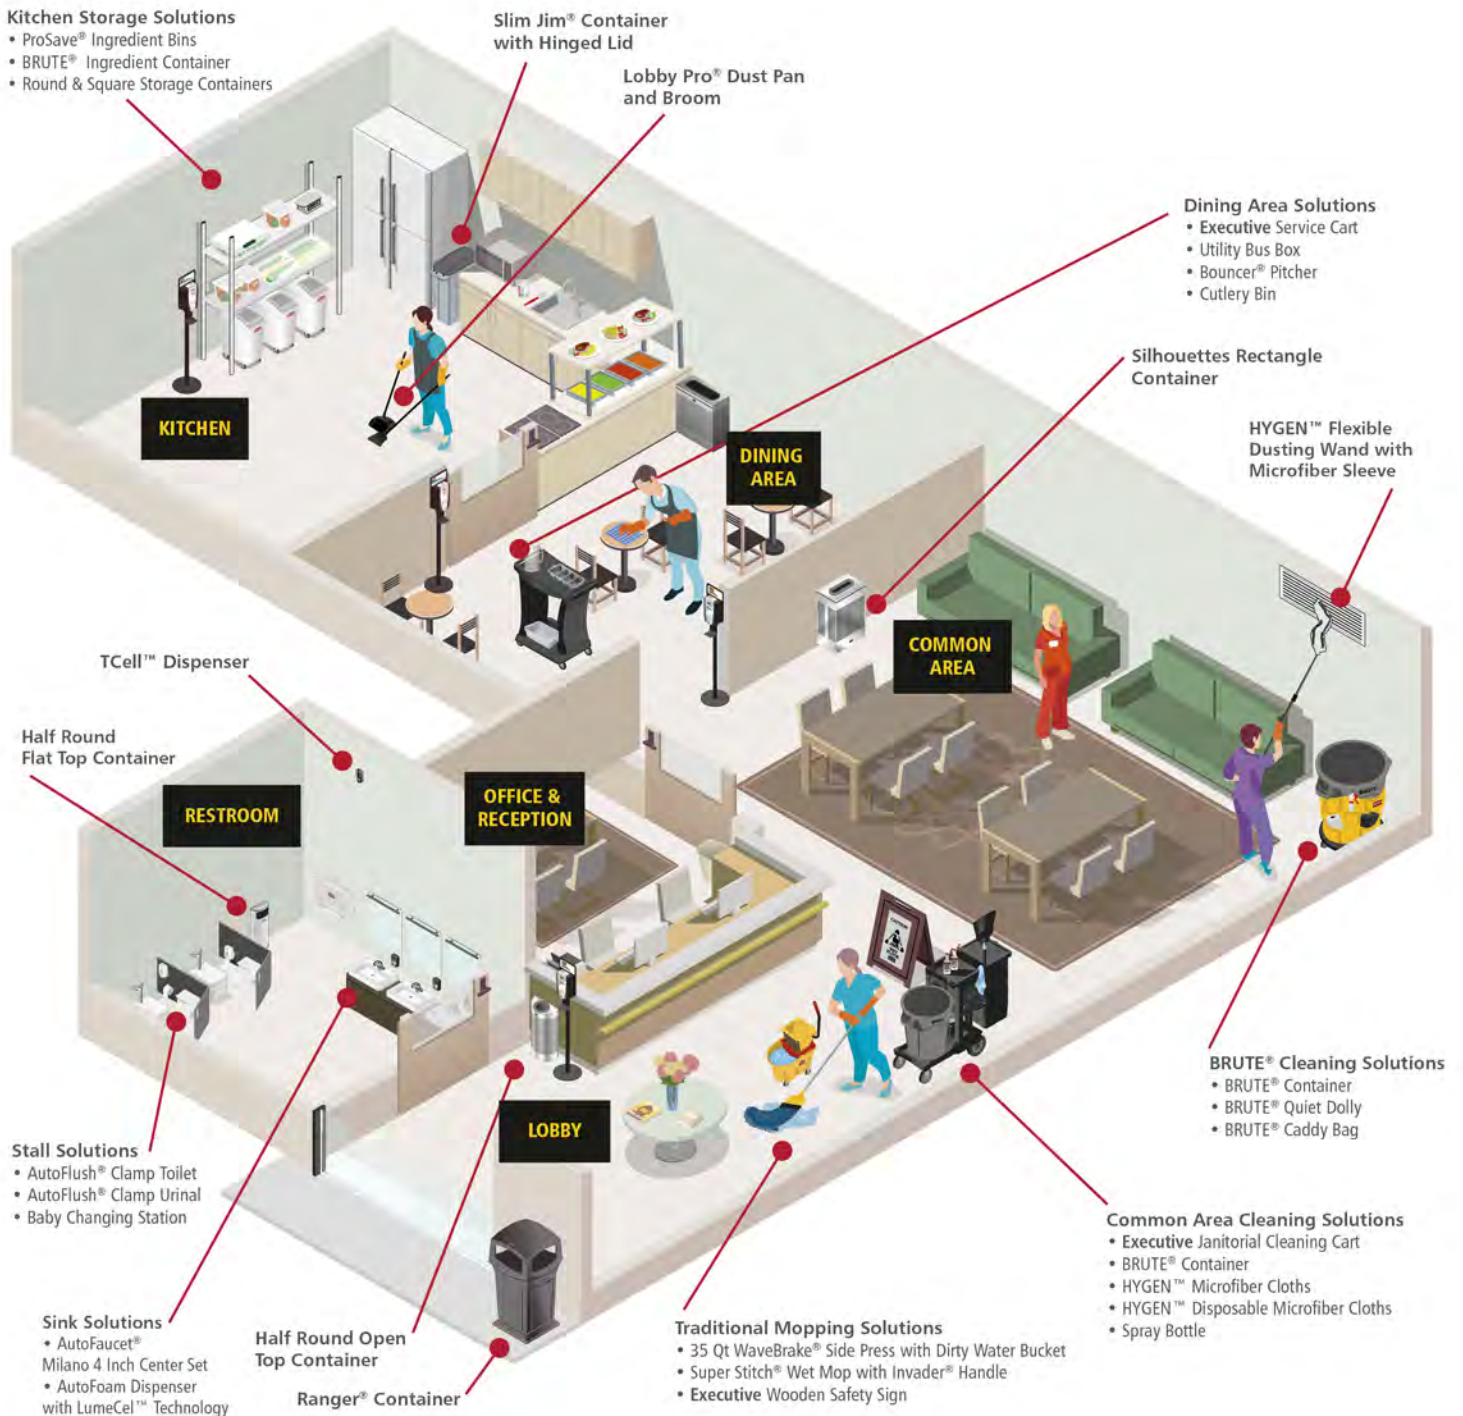 Kitchen Storage Solutions
• ProSave® Ingredient Bins
• BRUTE® Ingredient Container
• Round & Square Storage Containers
Slim Jim® Container
with Hinged Lid
Lobby Pro® Dust Pan
and Broom
Dining Area Solutions
• Executive Service Cart
• Utility Bus Box
• Bouncer® Pitcher
• Cutlery Bin
Silhouettes Rectangle
Container
HYGEN™ Flexible
Dusting Wand with
Microfiber Sleeve
KITCHEN
DINING
AREA
COMMON
AREA
TCell™ Dispenser
Half Round
Flat Top Container
RESTROOM
OFFICE &
RECEPTION
LOBBY
BRUTE® Cleaning Solutions
• BRUTE® Container
• BRUTE® Quiet Dolly
• BRUTE® Caddy Bag
Stall Solutions
• AutoFlush® Clamp Toilet
• AutoFlush® Clamp Urinal
• Baby Changing Station
Common Area Cleaning Solutions
• Executive Janitorial Cleaning Cart
• BRUTE® Container
• HYGEN™ Microfiber Cloths
• HYGEN™ Disposable Microfiber Cloths
• Spray Bottle
Sink Solutions
• AutoFaucet®
Milano 4 Inch Center Set
• AutoFoam Dispenser
with LumeCel™ Technology
Half Round Open
Top Container
Ranger® Container
Traditional Mopping Solutions
• 35 Qt WaveBrake® Side Press with Dirty Water Bucket
• Super Stitch® Wet Mop with Invader® Handle
• Executive Wooden Safety Sign